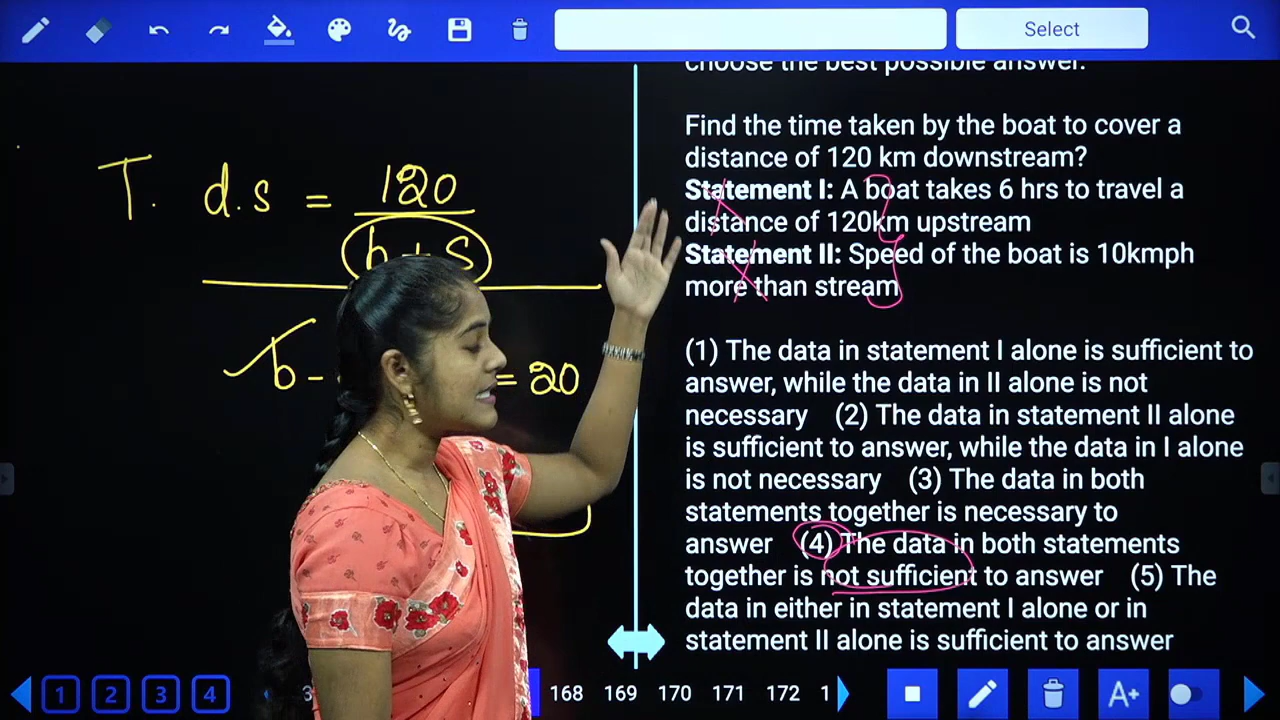 Select
choose the best possible answer.
Find the time taken by the boat to cover a
distance of 120 km downstream?
Statement I: A boat takes 6 hrs to travel a
distance of 120km upstream
Statement II: Speed of the boat is 10kmph
more than stream
(1) The data in statement I alone is sufficient to
answer, while the data in II alone is not
necessary (2) The data in statement II alone
is sufficient to answer, while the data in I alone
is not necessary (3) The data in both
statements together is necessary to
answer (4) The data in both statements
together is not sufficient to answer (5) The
data in either in statement I alone or in
statement II alone is sufficient to answer
T. d.s = 120
b + s
b - = 20
1 2 3 4 3 168 169 170 171 172 1
A+